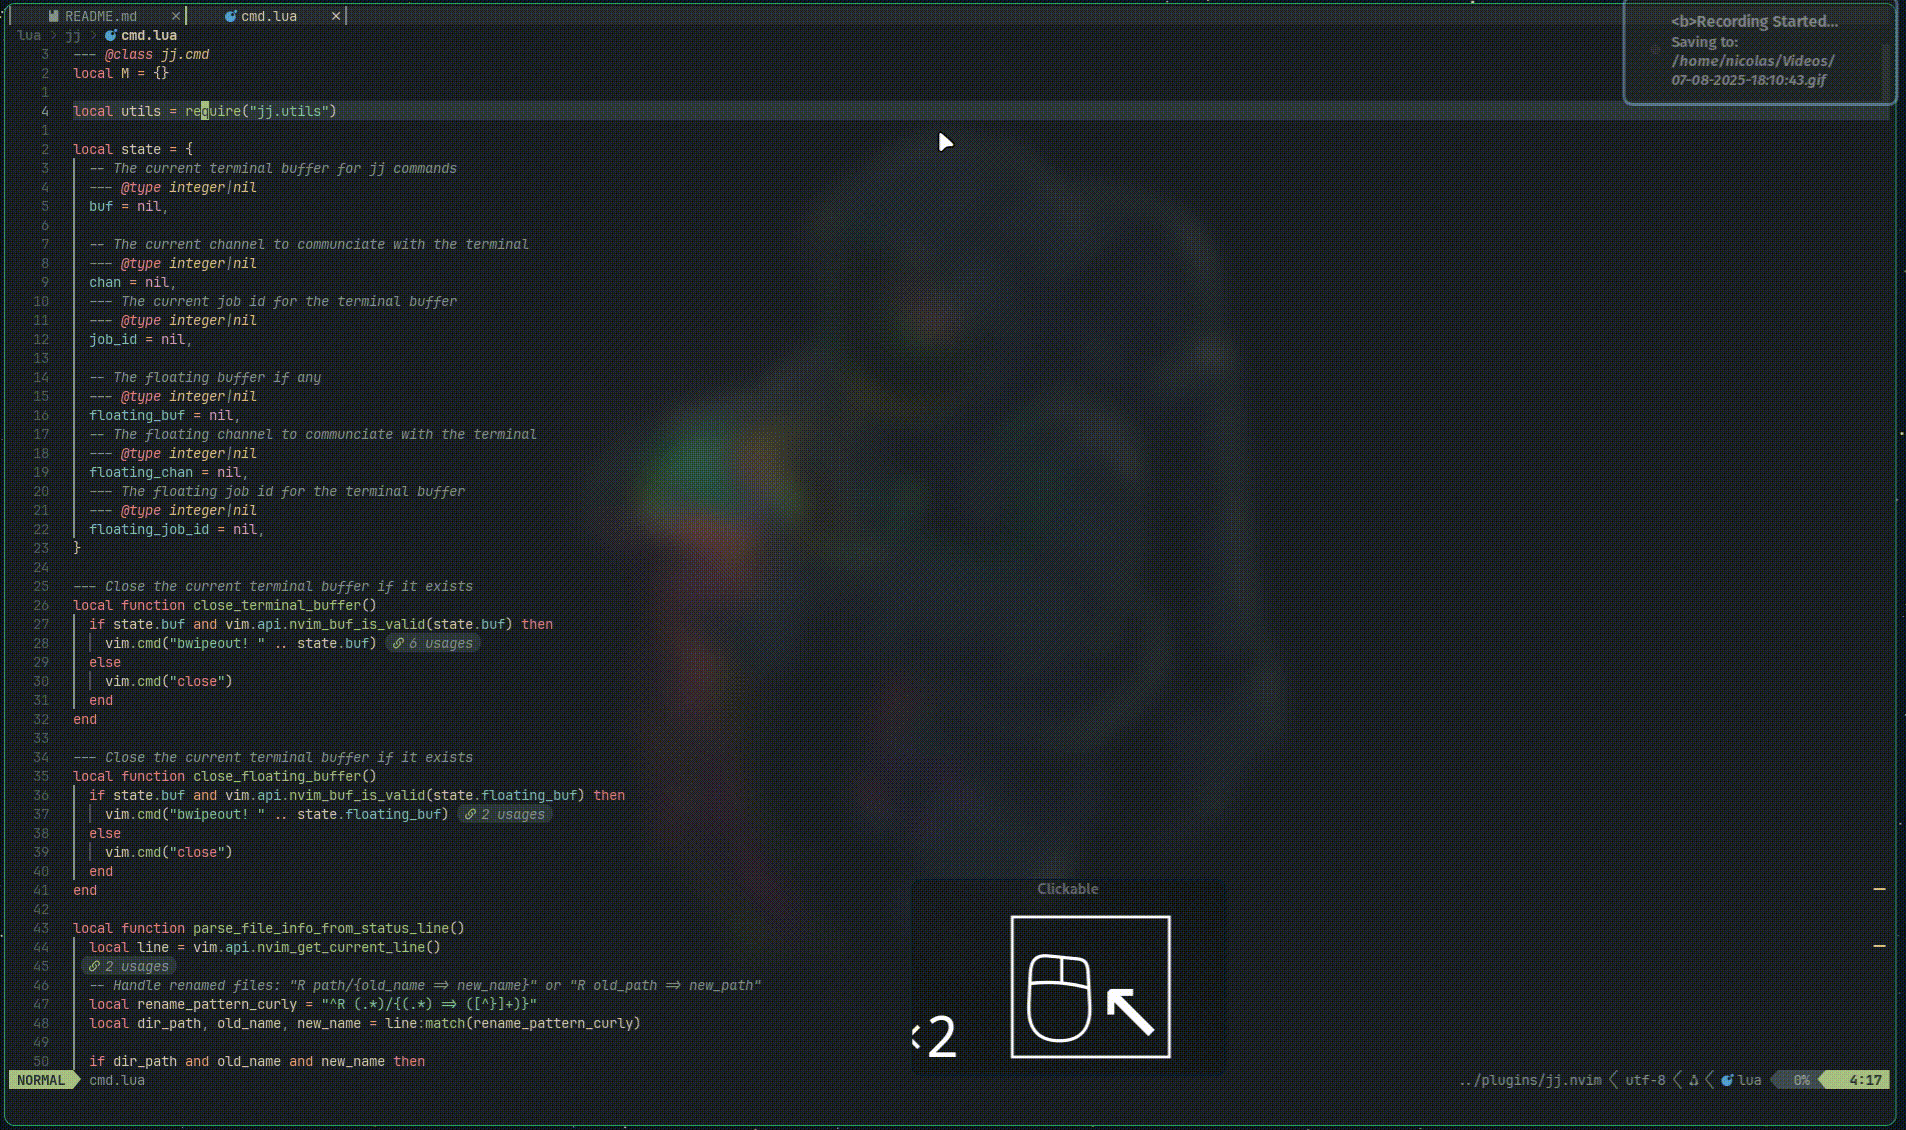 README.md ✕ cmd.lua ✕
lua > jj > cmd.lua
3 --- @class jj.cmd
2 local M = {}
1
4 local utils = require("jj.utils")
1
2 local state = {
3 -- The current terminal buffer for jj commands
4 --- @type integer|nil
5 buf = nil,
6
7 -- The current channel to communciate with the terminal
8 --- @type integer|nil
9 chan = nil,
10 --- The current job id for the terminal buffer
11 --- @type integer|nil
12 job_id = nil,
13
14 -- The floating buffer if any
15 --- @type integer|nil
16 floating_buf = nil,
17 -- The floating channel to communciate with the terminal
18 --- @type integer|nil
19 floating_chan = nil,
20 --- The floating job id for the terminal buffer
21 --- @type integer|nil
22 floating_job_id = nil,
23 }
24
25 --- Close the current terminal buffer if it exists
26 local function close_terminal_buffer()
27 if state.buf and vim.api.nvim_buf_is_valid(state.buf) then
28 vim.cmd("bwipeout! " .. state.buf) 6 usages
29 else
30 vim.cmd("close")
31 end
32 end
33
34 --- Close the current terminal buffer if it exists
35 local function close_floating_buffer()
36 if state.buf and vim.api.nvim_buf_is_valid(state.floating_buf) then
37 vim.cmd("bwipeout! " .. state.floating_buf) 2 usages
38 else
39 vim.cmd("close")
40 end
41 end
42
43 local function parse_file_info_from_status_line()
44 local line = vim.api.nvim_get_current_line()
45 2 usages
46 -- Handle renamed files: "R path/{old_name => new_name}" or "R old_path => new_path"
47 local rename_pattern_curly = "^R (.*)/{(.*) => ([^}]+)}"
48 local dir_path, old_name, new_name = line:match(rename_pattern_curly)
49
50 if dir_path and old_name and new_name then
NORMAL cmd.lua ../plugins/jj.nvim < utf-8 < < lua 0% 4:17
<b>Recording Started...
Saving to:
/home/nicolas/Videos/
07-08-2025-18:10:43.gif
Clickable
×2